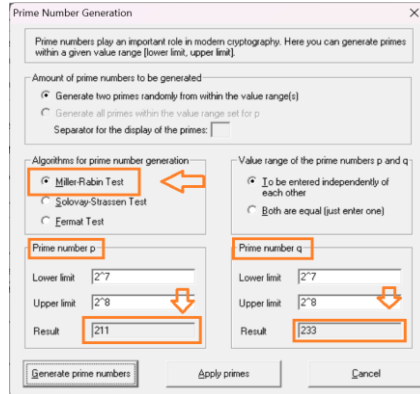 Prime Number Generation
Prime numbers play an important role in modern cryptography. Here you can generate primes
within a given value range [lower limit, upper limit].
Amount of prime numbers to be generated
Generate two primes randomly from within the value range(s)
Generate all primes within the value range set for p
Separator for the display of the primes:
Algorithms for prime number generation
Miller-Rabin Test
Solovay-Strassen Test
Fermat Test
Value range of the prime numbers p and q
To be entered independently of
each other
Both are equal (just enter one)
Prime number p
Lower limit 2^7
Upper limit 2^8
Result 211
Prime number q
Lower limit 2^7
Upper limit 2^8
Result 233
Generate prime numbers
Apply primes
Cancel